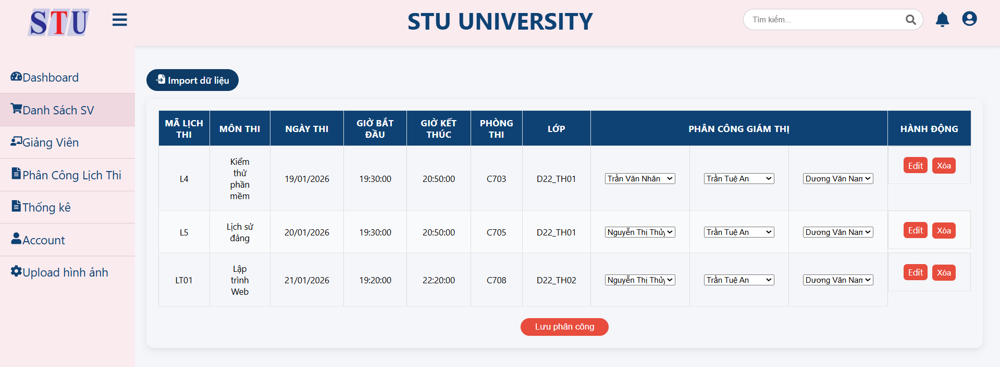 STU
STU UNIVERSITY
Tìm kiếm...
Dashboard
Danh Sách SV
Giảng Viên
Phân Công Lịch Thi
Thống kê
Account
Upload hình ảnh
Import dữ liệu
MÃ LỊCH THI MÔN THI NGÀY THI GIỜ BẮT ĐẦU GIỜ KẾT THÚC PHÒNG THI LỚP PHÂN CÔNG GIÁM THỊ HÀNH ĐỘNG
L4 Kiểm thử phần mềm 19/01/2026 19:30:00 20:50:00 C703 D22_TH01 Trần Văn Nhân Trần Tuệ An Dương Văn Nam Edit Xóa
L5 Lịch sử đảng 20/01/2026 19:30:00 20:50:00 C705 D22_TH01 Nguyễn Thị Thủy Trần Tuệ An Dương Văn Nam Edit Xóa
LT01 Lập trình Web 21/01/2026 19:20:00 22:20:00 C708 D22_TH02 Nguyễn Thị Thủy Trần Tuệ An Dương Văn Nam Edit Xóa
Lưu phân công